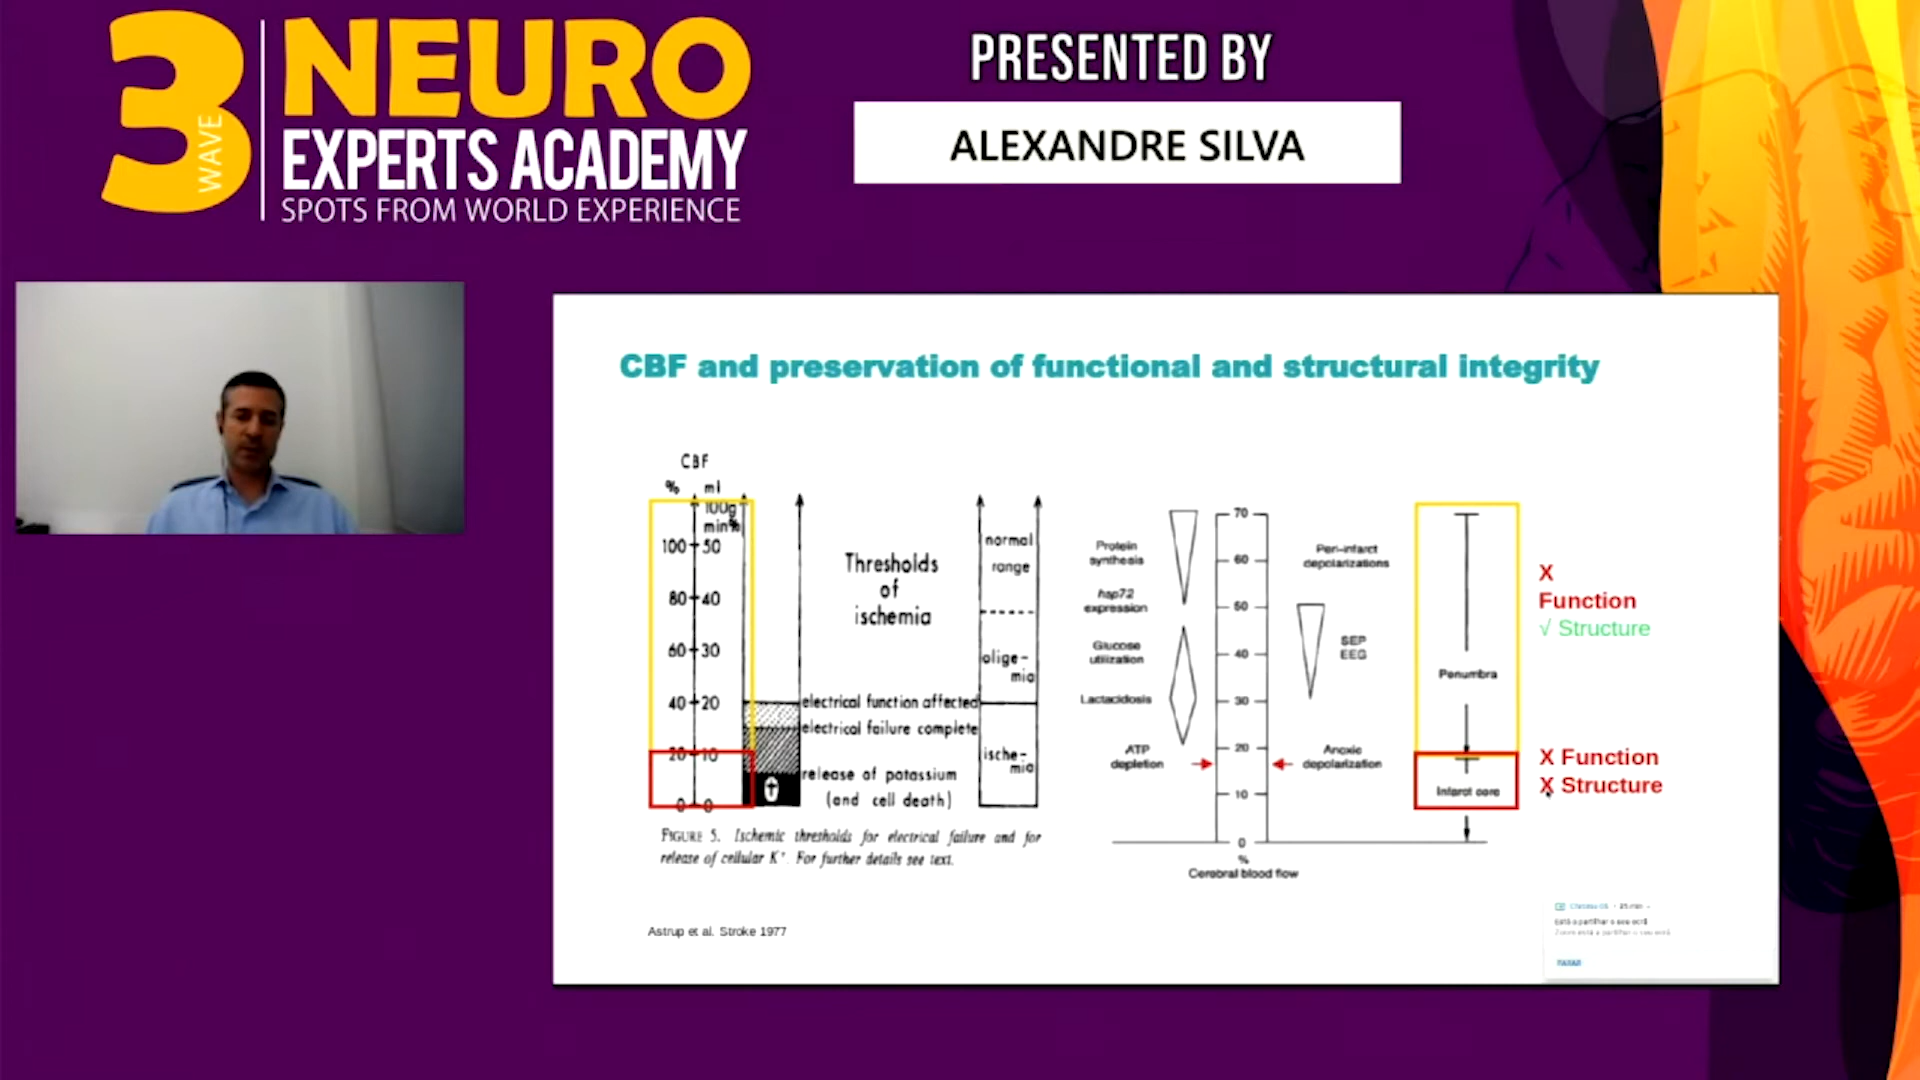 3
WAVE
NEURO
EXPERTS ACADEMY
SPOTS FROM WORLD EXPERIENCE
PRESENTED BY
ALEXANDRE SILVA
CBF and preservation of functional and structural integrity
CBF
% ml
100g
min
100 50
80 40
60 30
40 20
20 10
0 0
Thresholds
of
ischemia
electrical function affected
electrical failure complete
release of potassium
(and cell death)
normal
range
olige-
mia
ische-
mia
FIGURE 5. Ischemic thresholds for electrical failure and for
release of cellular K+. For further details see text.
Protein
synthesis
hsp72
expression
Glucose
utilization
Lactacidosis
ATP
depletion
70
60
50
40
30
20
10
0
%
Cerebral blood flow
Peri-infarct
depolarizations
SEP
EEG
Anoxic
depolarization
Penumbra
Infarct core
X
Function
√ Structure
X Function
X Structure
Astrup et al. Stroke 1977